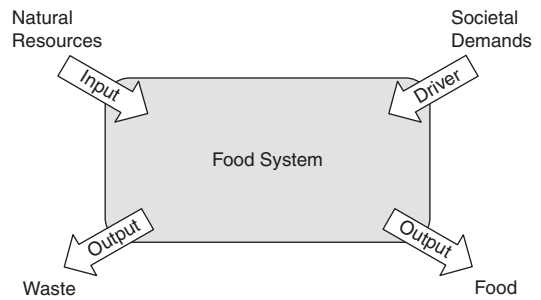 Natural
Resources
Societal
Demands
Input
Driver
Food System
Output
Output
Waste
Food